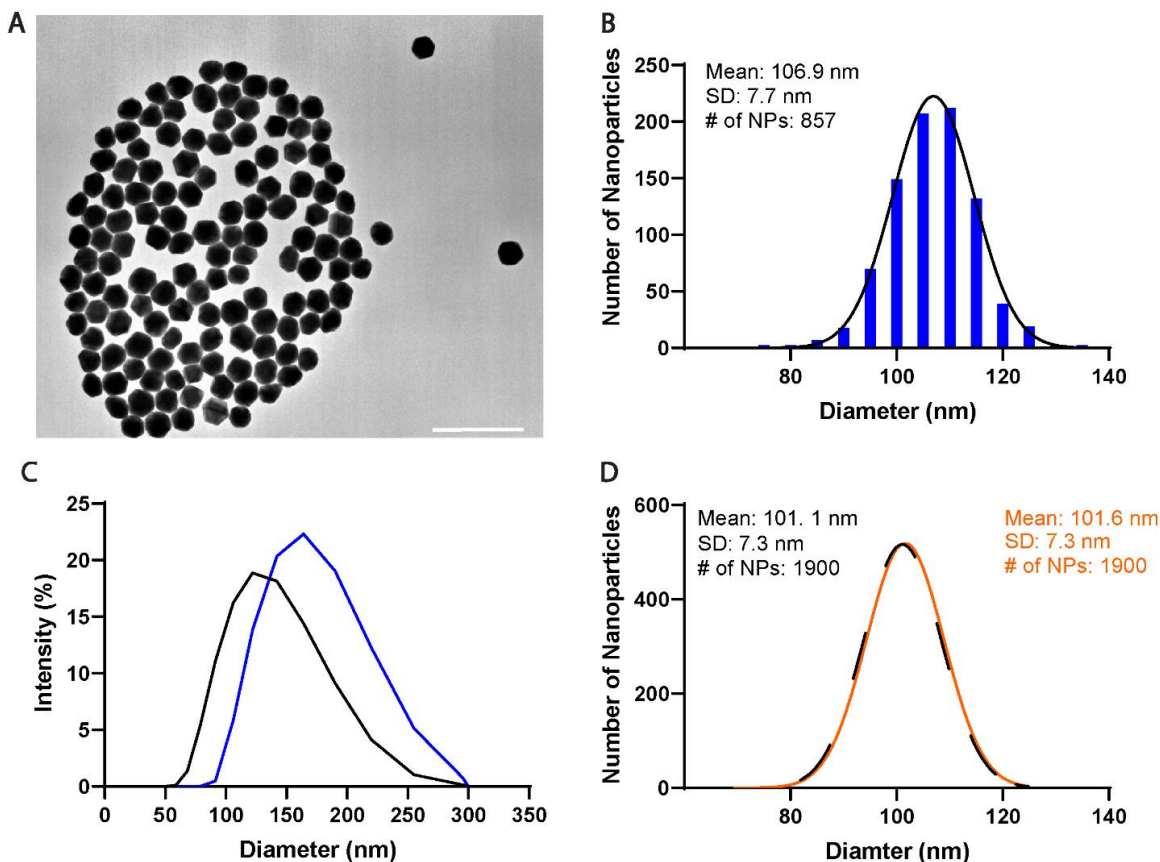 A
B
Mean: 106.9 nm
SD: 7.7 nm
# of NPs: 857
Number of Nanoparticles
250
200
150
100
50
0
80
100
120
140
Diameter (nm)
C
Intensity (%)
25
20
15
10
5
0
0
50
100
150
200
250
300
350
Diameter (nm)
D
Mean: 101. 1 nm
SD: 7.3 nm
# of NPs: 1900
Mean: 101.6 nm
SD: 7.3 nm
# of NPs: 1900
Number of Nanoparticles
600
400
200
0
80
100
120
140
Diamter (nm)